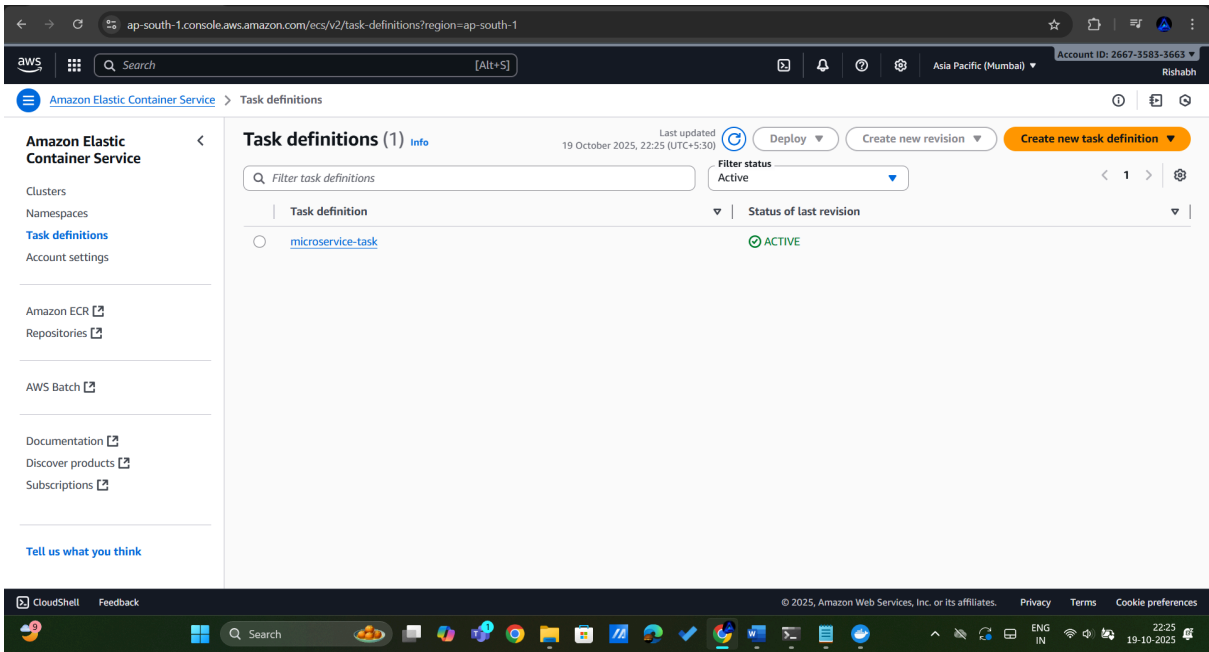 ap-south-1.console.aws.amazon.com/ecs/v2/task-definitions?region=ap-south-1
aws
Search
[Alt+S]
Asia Pacific (Mumbai)
Account ID: 2667-3583-3663
Rishabh
Amazon Elastic Container Service
Task definitions
Amazon Elastic
Container Service
Clusters
Namespaces
Task definitions
Account settings
Amazon ECR
Repositories
AWS Batch
Documentation
Discover products
Subscriptions
Tell us what you think
Task definitions (1) Info
Last updated
19 October 2025, 22:25 (UTC+5:30)
Deploy
Create new revision
Create new task definition
Filter task definitions
Filter status
Active
1
Task definition
Status of last revision
microservice-task
ACTIVE
CloudShell
Feedback
© 2025, Amazon Web Services, Inc. or its affiliates.
Privacy
Terms
Cookie preferences
9
Search
1
ENG
IN
22:25
19-10-2025